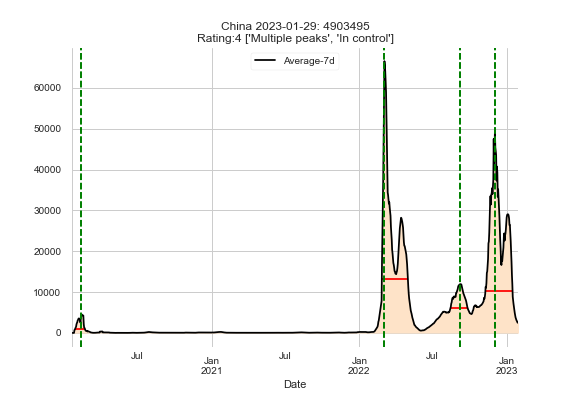 China 2023-01-29: 4903495
Rating:4 ['Multiple peaks', 'In control']
Average-7d
60000
50000
40000
30000
20000
10000
0
Jul
Jan
2021
Jul
Jan
2022
Jul
Jan
2023
Date